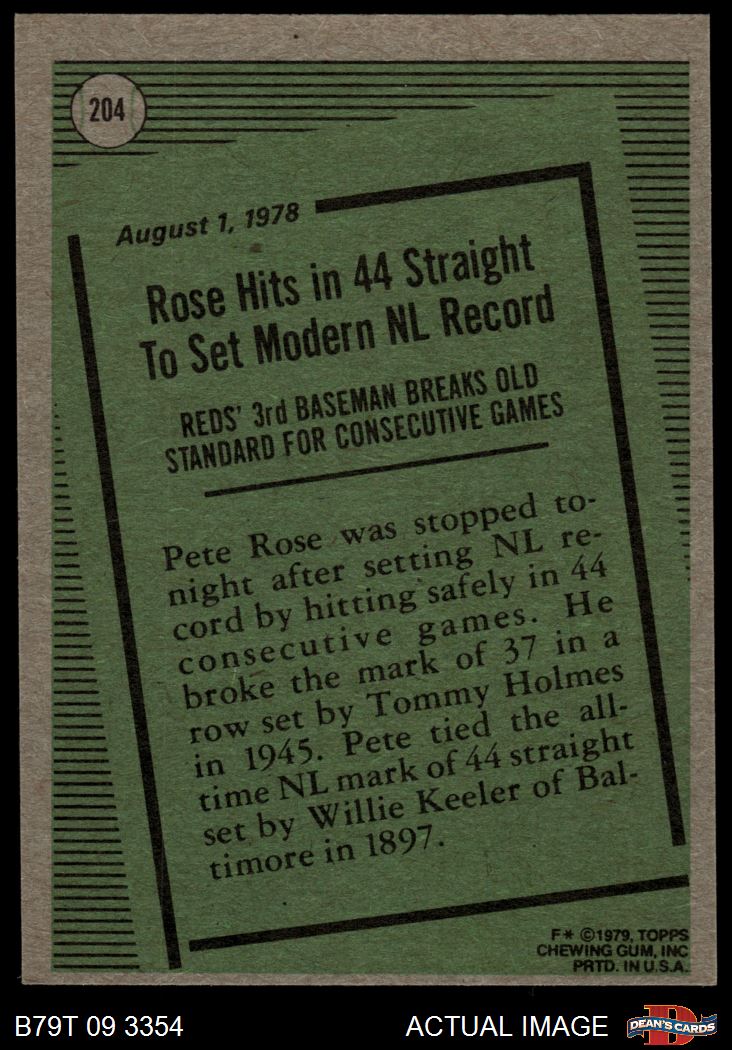 204
August 1, 1978
Rose Hits in 44 Straight
To Set Modern NL Record
REDS' 3rd BASEMAN BREAKS OLD
STANDARD FOR CONSECUTIVE GAMES
Pete Rose was stopped to-
night after setting NL re-
cord by hitting safely in 44
consecutive games. He
broke the mark of 37 in a
row set by Tommy Holmes
in 1945. Pete tied the all-
time NL mark of 44 straight
set by Willie Keeler of Bal-
timore in 1897.
F* ©1979, TOPPS
CHEWING GUM, INC
PRTD. IN U.S.A.
B79T 09 3354
ACTUAL IMAGE
DEAN'S CARDS